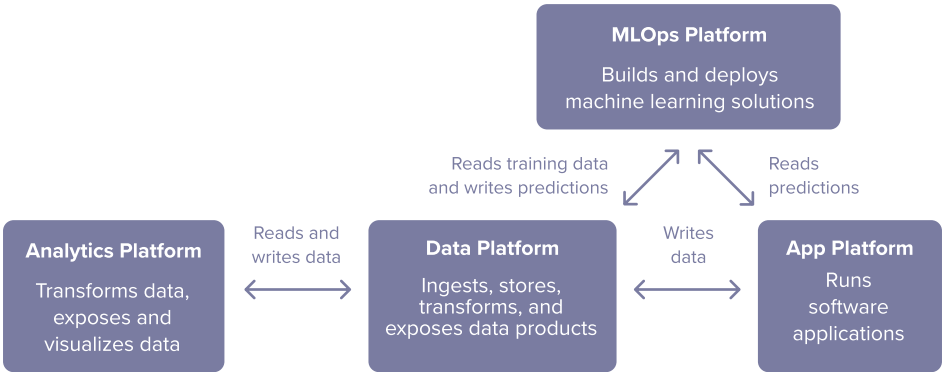 MLOps Platform
Builds and deploys
machine learning solutions
Reads training data
and writes predictions
Reads
predictions
Analytics Platform
Transforms data,
exposes and
visualizes data
Reads and
writes data
Data Platform
Ingests, stores,
transforms, and
exposes data products
Writes
data
App Platform
Runs
software
applications